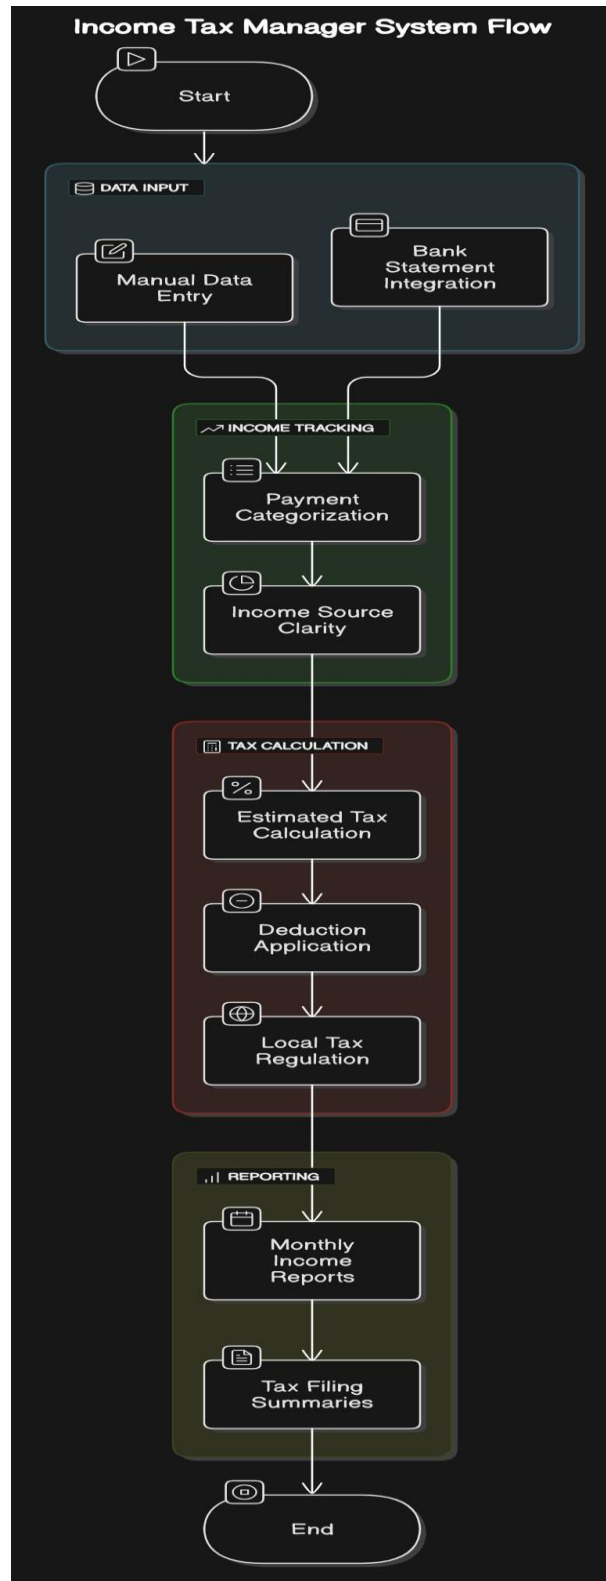 Income Tax Manager System Flow
Start
DATA INPUT
Manual Data
Entry
Bank
Statement
Integration
INCOME TRACKING
Payment
Categorization
Income Source
Clarity
TAX CALCULATION
Estimated Tax
Calculation
Deduction
Application
Local Tax
Regulation
REPORTING
Monthly
Income
Reports
Tax Filing
Summaries
End